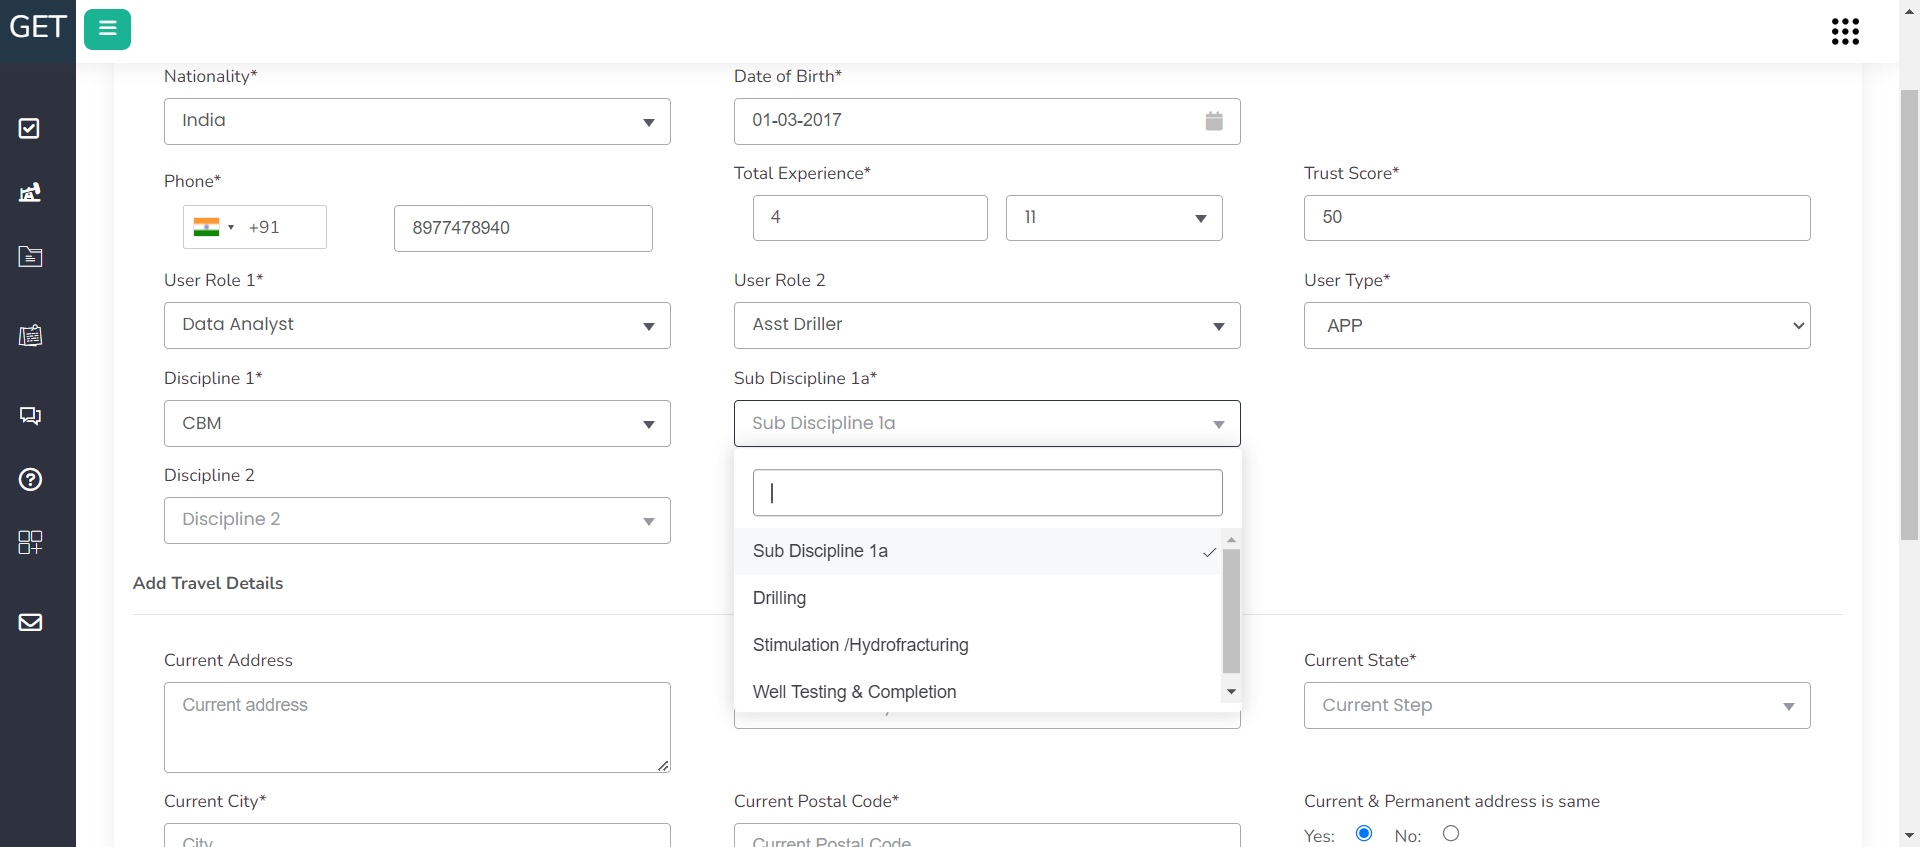 GET
Nationality*
Date of Birth*
India
01-03-2017
Phone*
Total Experience*
Trust Score*
+91
8977478940
4
11
50
User Role 1*
User Role 2
User Type*
Data Analyst
Asst Driller
APP
Discipline 1*
Sub Discipline 1a*
CBM
Sub Discipline 1a
Discipline 2
Discipline 2
Sub Discipline 1a
Drilling
Stimulation /Hydrofracturing
Well Testing & Completion
Add Travel Details
Current Address
Current State*
Current address
Current Step
Current City*
Current Postal Code*
Current & Permanent address is same
City
Current Postal Code
Yes:
No: